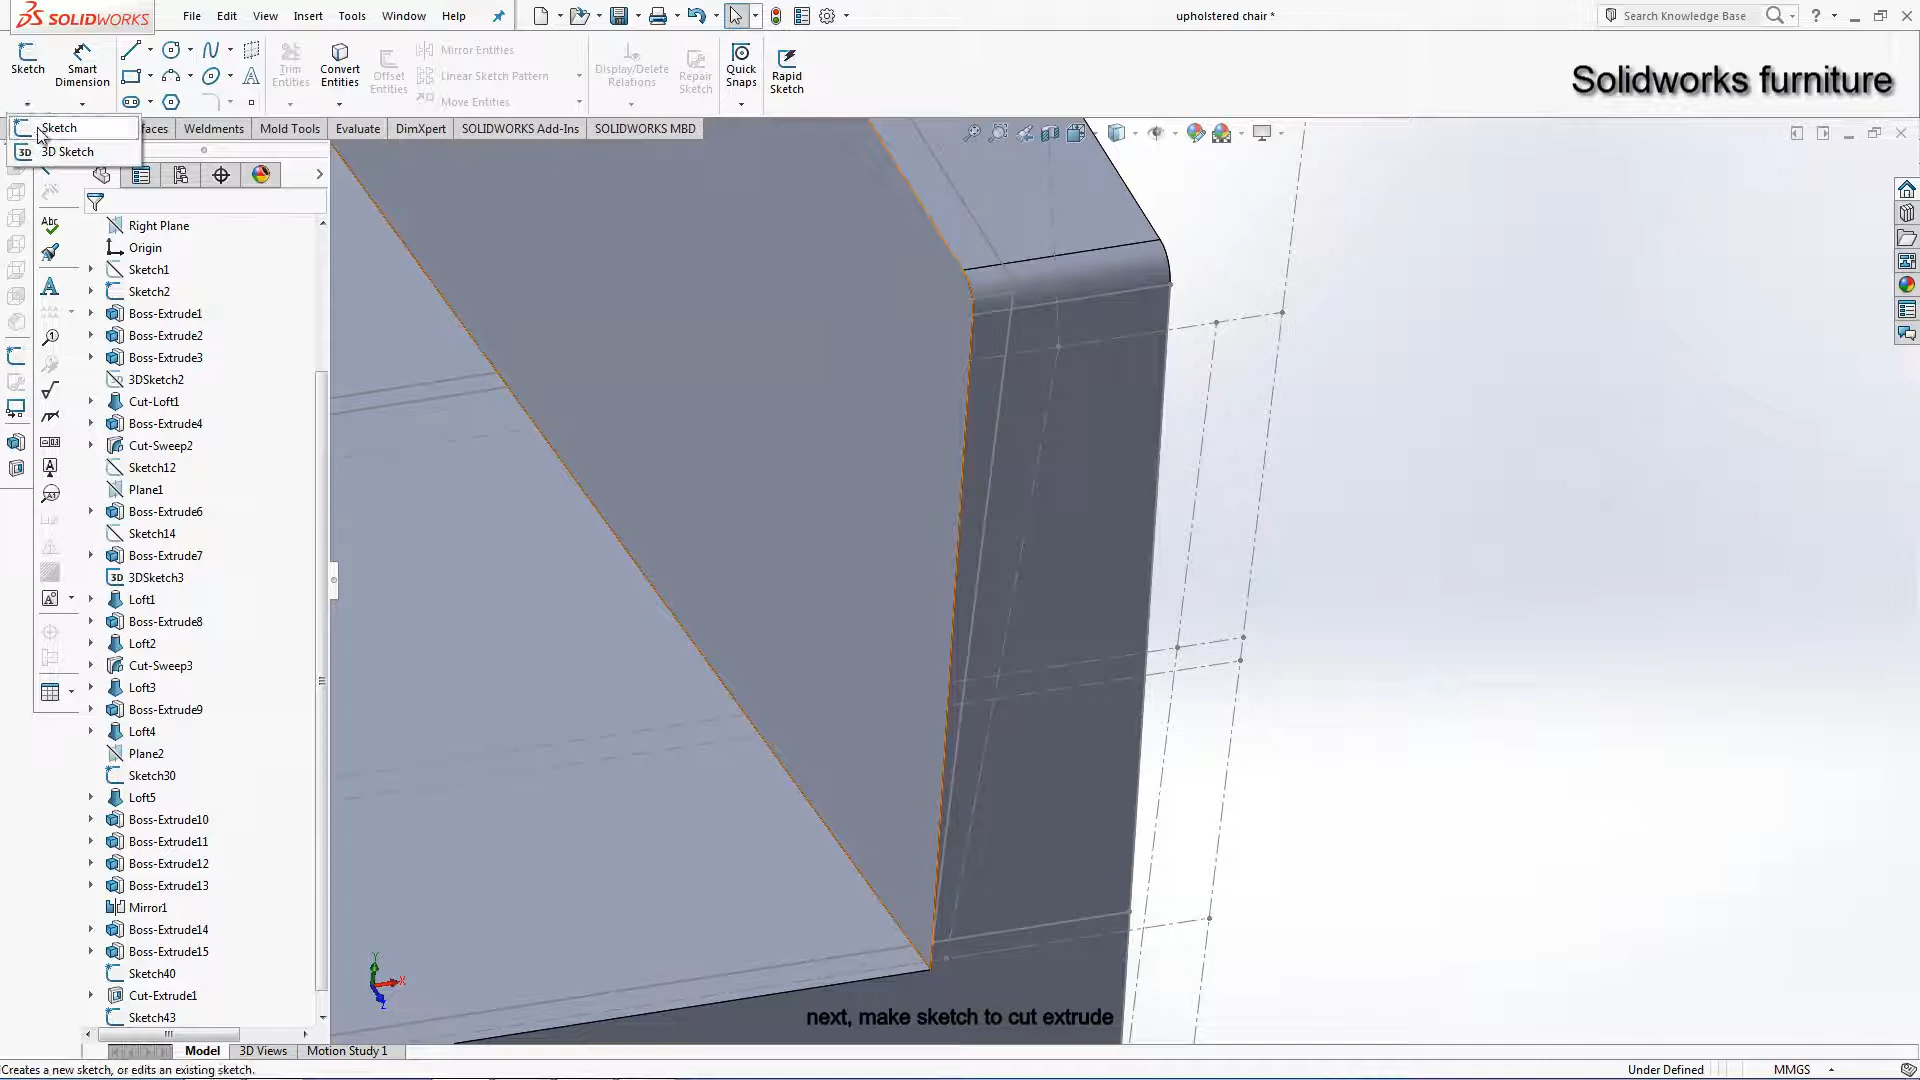 SOLIDWORKS
File Edit View Insert Tools Window Help
upholstered chair *
Search Knowledge Base
Sketch
Smart Dimension
Trim Entities
Convert Entities
Offset Entities
Mirror Entities
Linear Sketch Pattern
Move Entities
Display/Delete Relations
Repair Sketch
Quick Snaps
Rapid Sketch
Solidworks furniture
Sketch
3D Sketch
faces Weldments Mold Tools Evaluate DimXpert SOLIDWORKS Add-Ins SOLIDWORKS MBD
Abc
Right Plane
Origin
Sketch1
Sketch2
Boss-Extrude1
Boss-Extrude2
Boss-Extrude3
3DSketch2
Cut-Loft1
Boss-Extrude4
Cut-Sweep2
Sketch12
Plane1
Boss-Extrude6
Sketch14
Boss-Extrude7
3D 3DSketch3
Loft1
Boss-Extrude8
Loft2
Cut-Sweep3
Loft3
Boss-Extrude9
Loft4
Plane2
Sketch30
Loft5
Boss-Extrude10
Boss-Extrude11
Boss-Extrude12
Boss-Extrude13
Mirror1
Boss-Extrude14
Boss-Extrude15
Sketch40
Cut-Extrude1
Sketch43
Y
X
Z
next, make sketch to cut extrude
Model 3D Views Motion Study 1
Creates a new sketch, or edits an existing sketch.
Under Defined MMGS